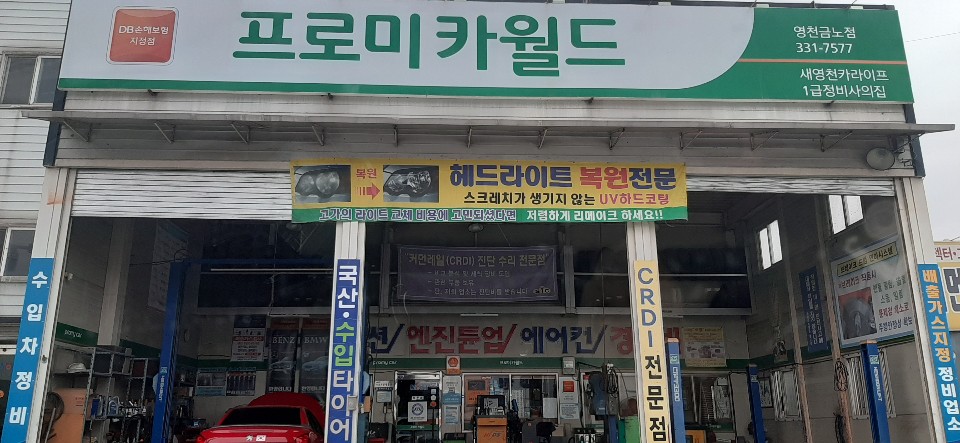 DB손해보험
지정점
프로미카월드
영천금노점
331-7577
새영천카라이프
1급정비사의집
복원
헤드라이트 복원전문
스크레치가 생기지 않는 UV하드코팅
고가의 라이트 교체 비용에 고민되셨다면 저렴하게 리메이크 하세요!!
"커먼레일(CRDI) 진단 수리 전문점"
수입차정비
국산·수입타이어
CRDI전문점
배출가스지정정비업소
션/ 엔진튠업/ 에어컨/ 경
BENZ
BMW